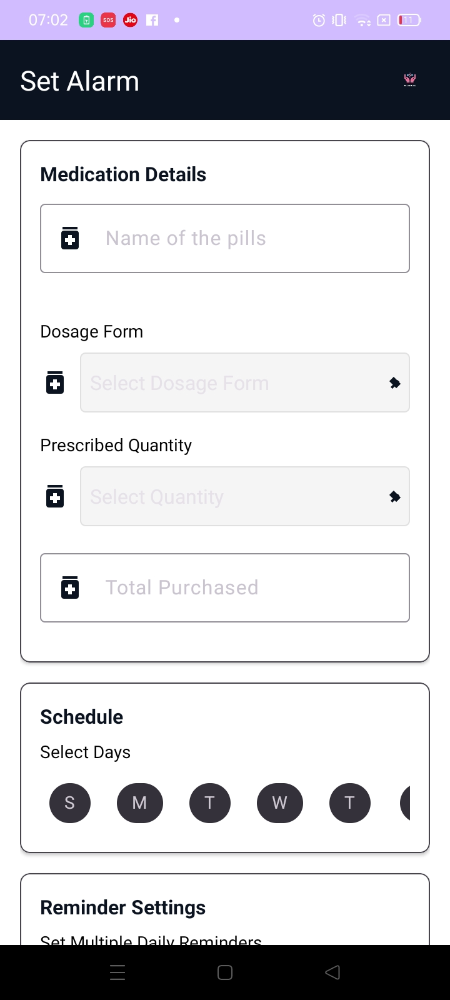 07:02
SOS
Jio
11
Set Alarm
Medication Details
Name of the pills
Dosage Form
Select Dosage Form
Prescribed Quantity
Select Quantity
Total Purchased
Schedule
Select Days
S M T W T
Reminder Settings
Set Multiple Daily Reminders